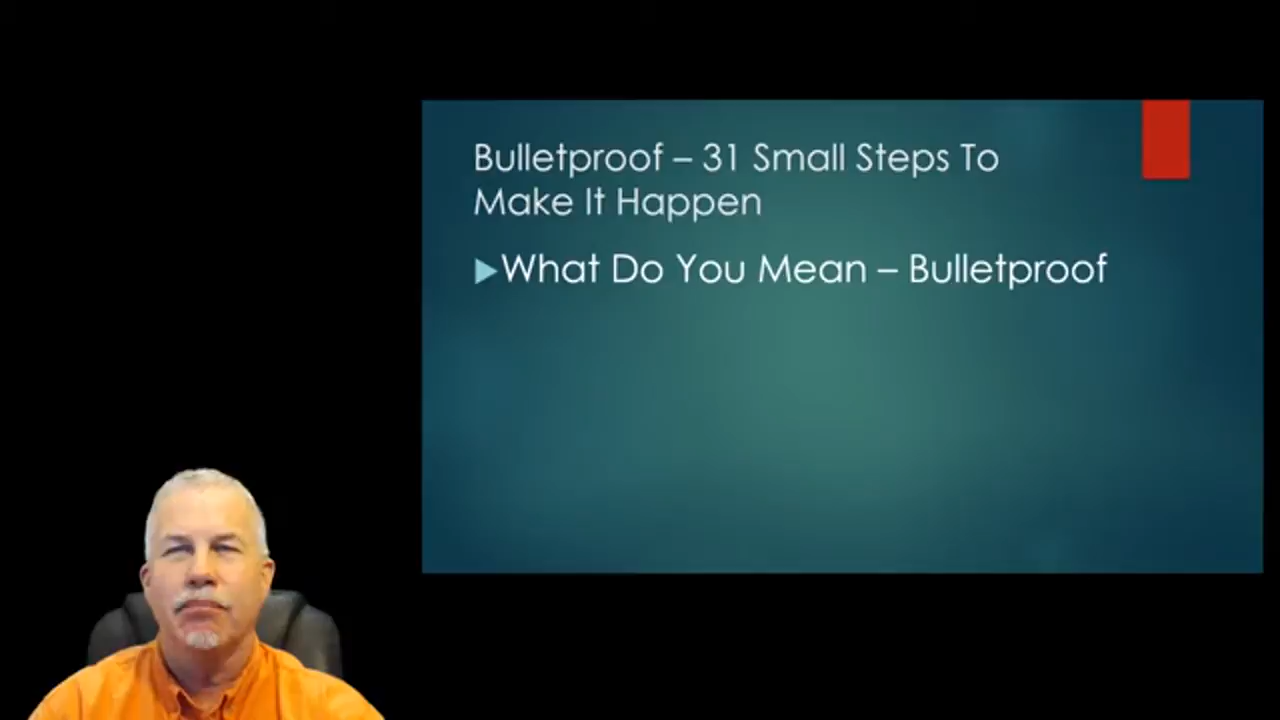 Bulletproof – 31 Small Steps To
Make It Happen
What Do You Mean – Bulletproof